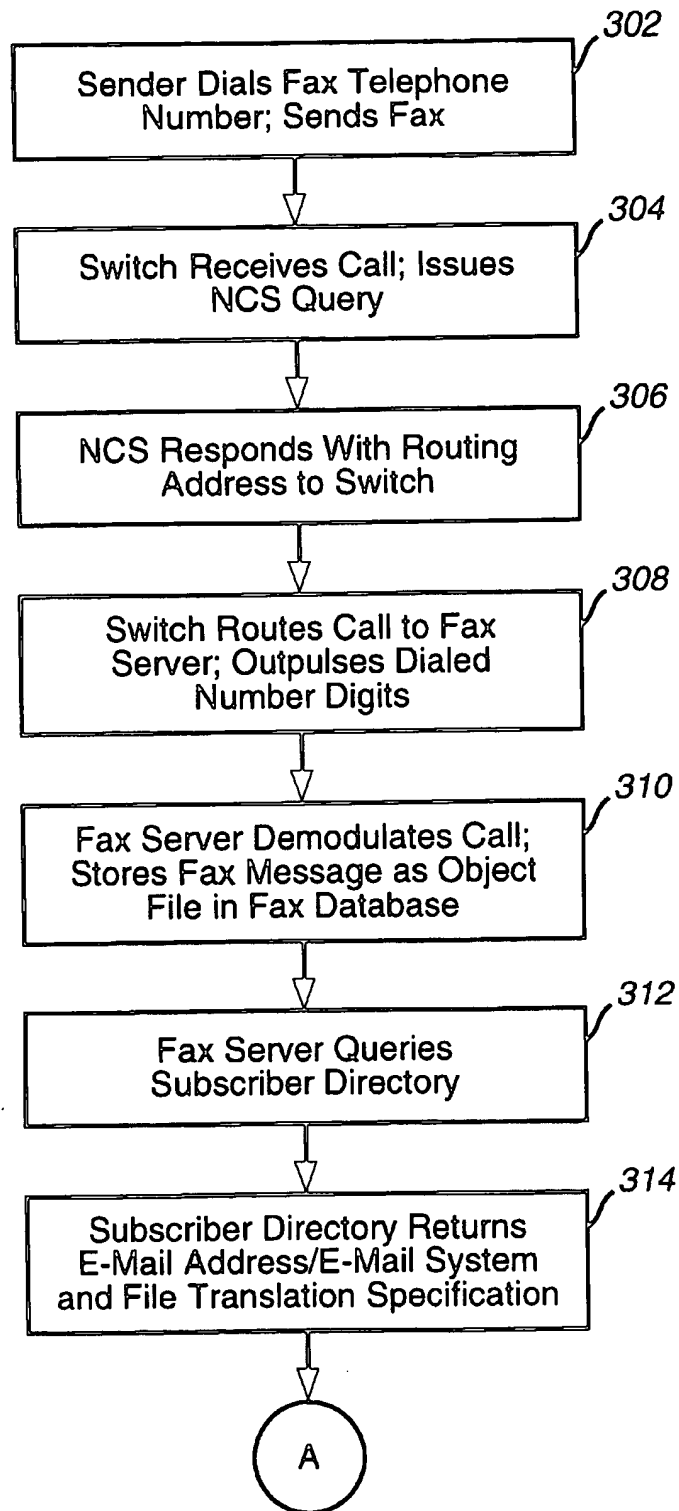 302
Sender Dials Fax Telephone
Number; Sends Fax
304
Switch Receives Call; Issues
NCS Query
306
NCS Responds With Routing
Address to Switch
308
Switch Routes Call to Fax
Server; Outpulses Dialed
Number Digits
310
Fax Server Demodulates Call;
Stores Fax Message as Object
File in Fax Database
312
Fax Server Queries
Subscriber Directory
314
Subscriber Directory Returns
E-Mail Address/E-Mail System
and File Translation Specification
A